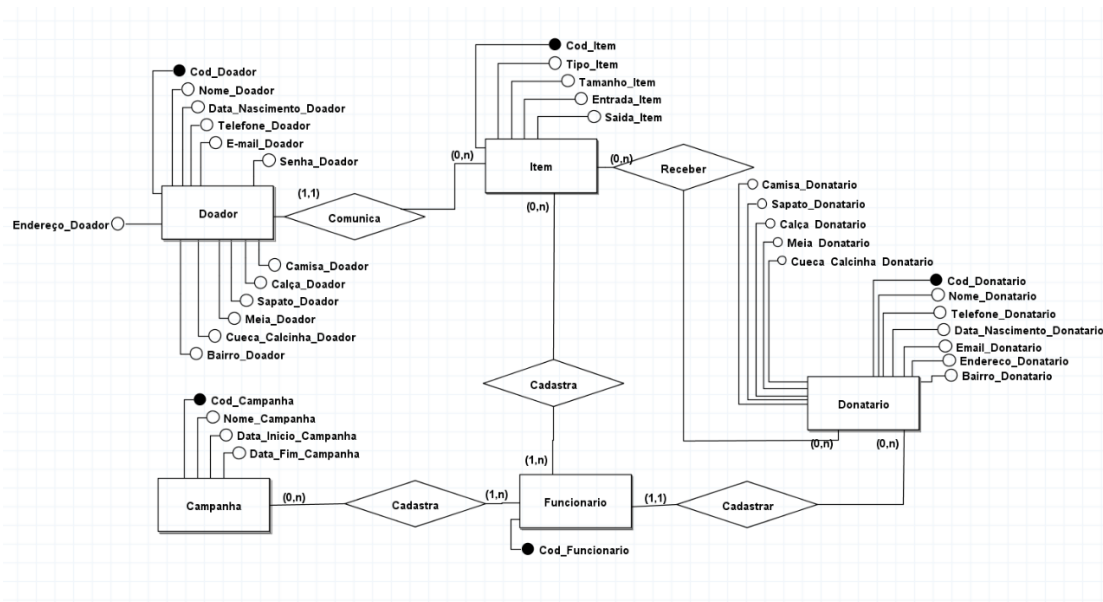 Cod_Item
Tipo_Item
Tamanho_Item
Entrada_Item
Saida_Item
Cod_Doador
Nome_Doador
Data_Nascimento_Doador
Telefone_Doador
E-mail_Doador
Senha_Doador
Endereço_Doador
Doador
(1,1)
Comunica
(0,n)
Item
(0,n)
Receber
(0,n)
Camisa_Doador
Calça_Doador
Sapato_Doador
Meia_Doador
Cueca_Calcinha_Doador
Bairro_Doador
Camisa_Donatario
Sapato_Donatario
Calça Donatario
Meia Donatario
Cueca Calcinha Donatario
Cod_Donatario
Nome_Donatario
Telefone_Donatario
Data_Nascimento_Donatario
Email_Donatario
Endereco_Donatario
Bairro_Donatario
Donatario
(0,n)
(0,n)
Cadastra
(1,n)
Cod_Campanha
Nome_Campanha
Data_Inicio_Campanha
Data_Fim_Campanha
Campanha
(0,n)
Cadastra
(1,n)
Funcionario
(1,1)
Cadastrar
Cod_Funcionario